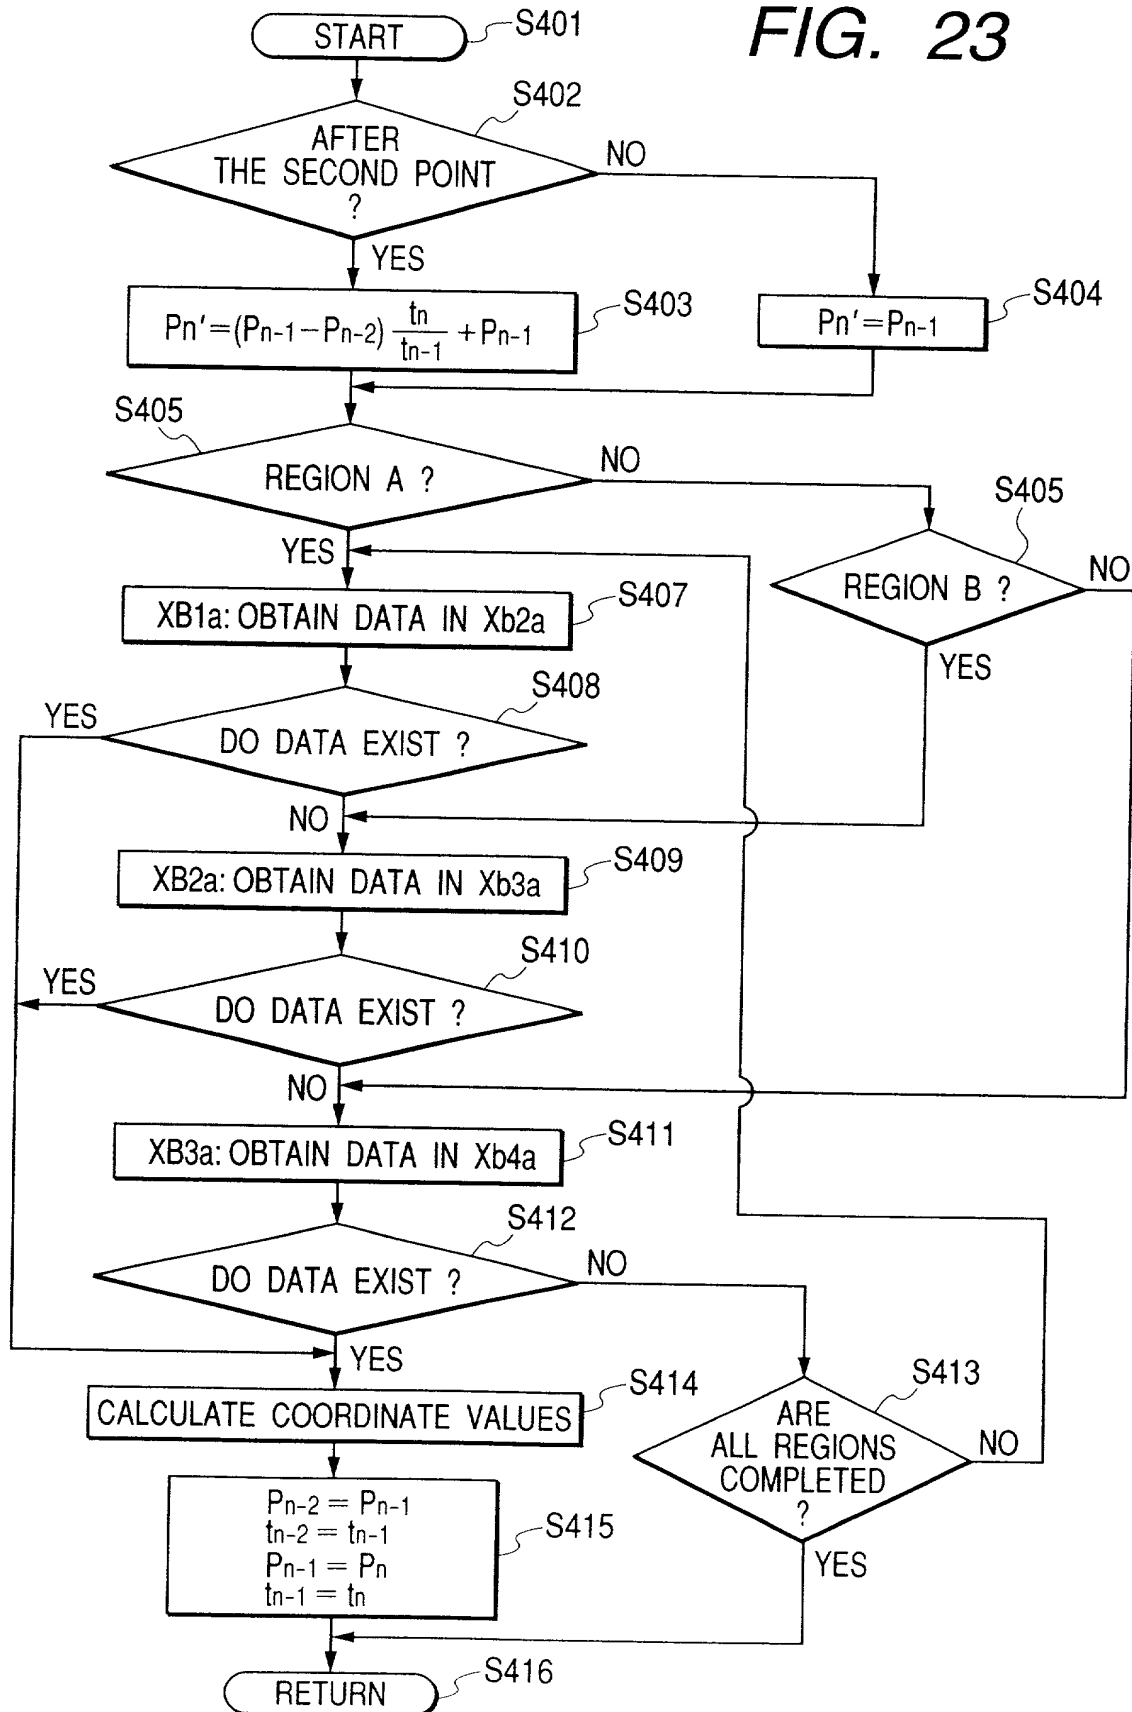 FIG. 23
START
S401
S402
AFTER
THE SECOND POINT
?
NO
YES
Pn'=(Pn-1−Pn-2) tn/tn-1 +Pn-1
S403
Pn'=Pn-1
S404
S405
REGION A ?
NO
YES
S405
REGION B ?
NO
YES
XB1a: OBTAIN DATA IN Xb2a
S407
S408
YES
DO DATA EXIST ?
NO
XB2a: OBTAIN DATA IN Xb3a
S409
S410
YES
DO DATA EXIST ?
NO
XB3a: OBTAIN DATA IN Xb4a
S411
S412
DO DATA EXIST ?
NO
YES
S413
ARE
ALL REGIONS
COMPLETED
?
NO
YES
CALCULATE COORDINATE VALUES
S414
Pn-2 = Pn-1
tn-2 = tn-1
Pn-1 = Pn
tn-1 = tn
S415
RETURN
S416